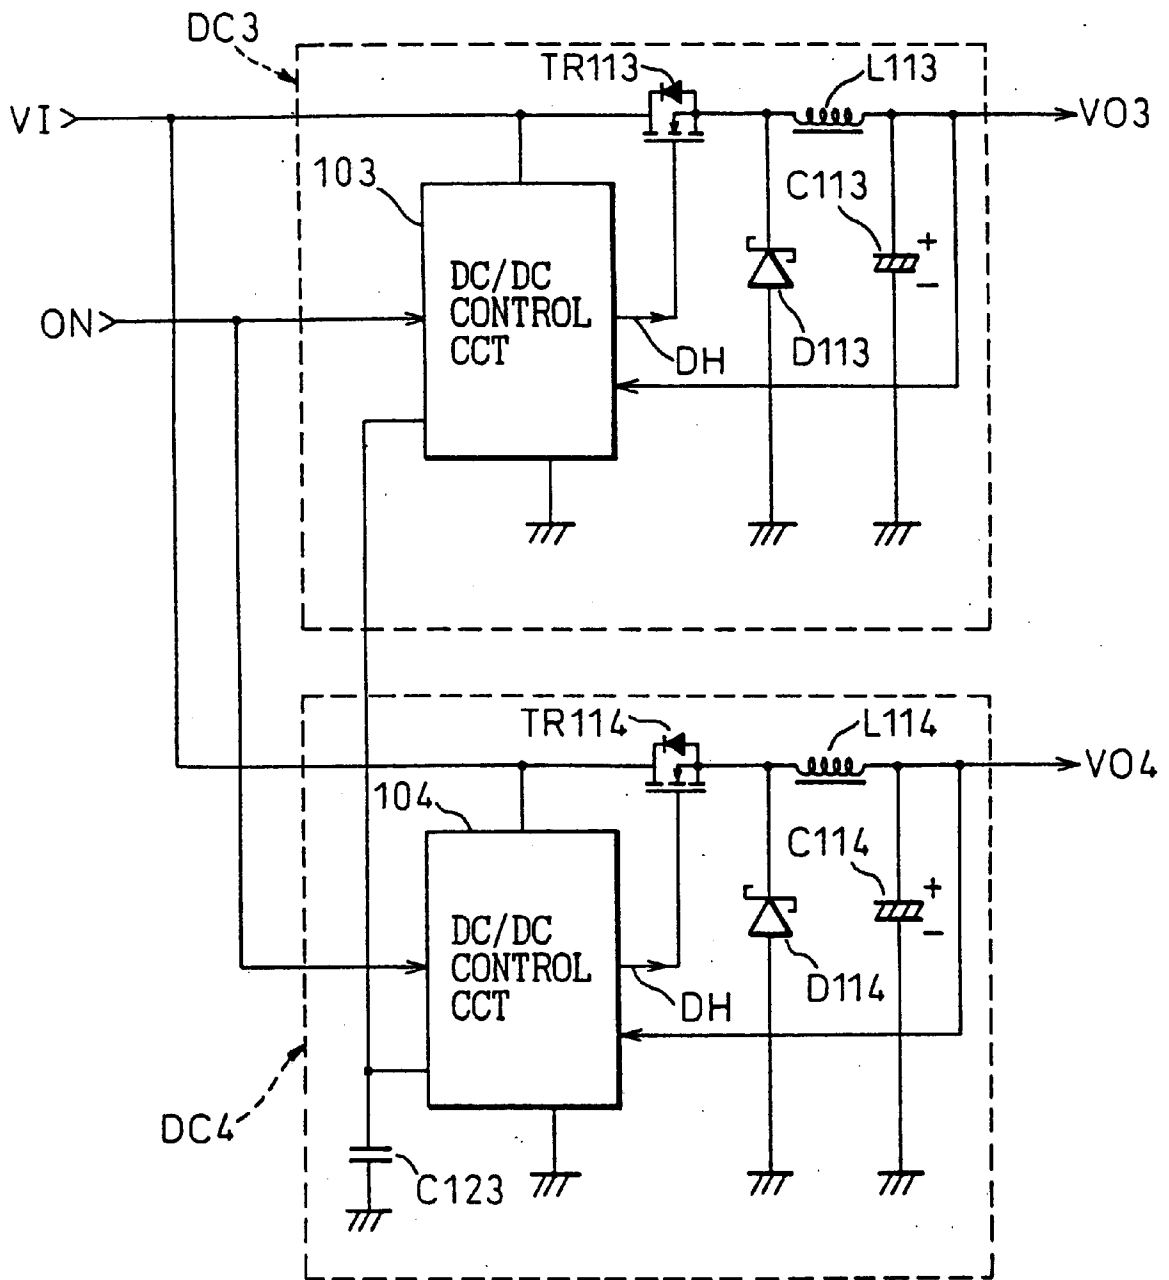 DC3
TR113
L113
VI
VO3
103
C113
+
DC/DC
CONTROL
CCT
−
ON
DH
D113
TR114
L114
VO4
104
C114
+
DC/DC
CONTROL
CCT
−
DH
D114
DC4
C123